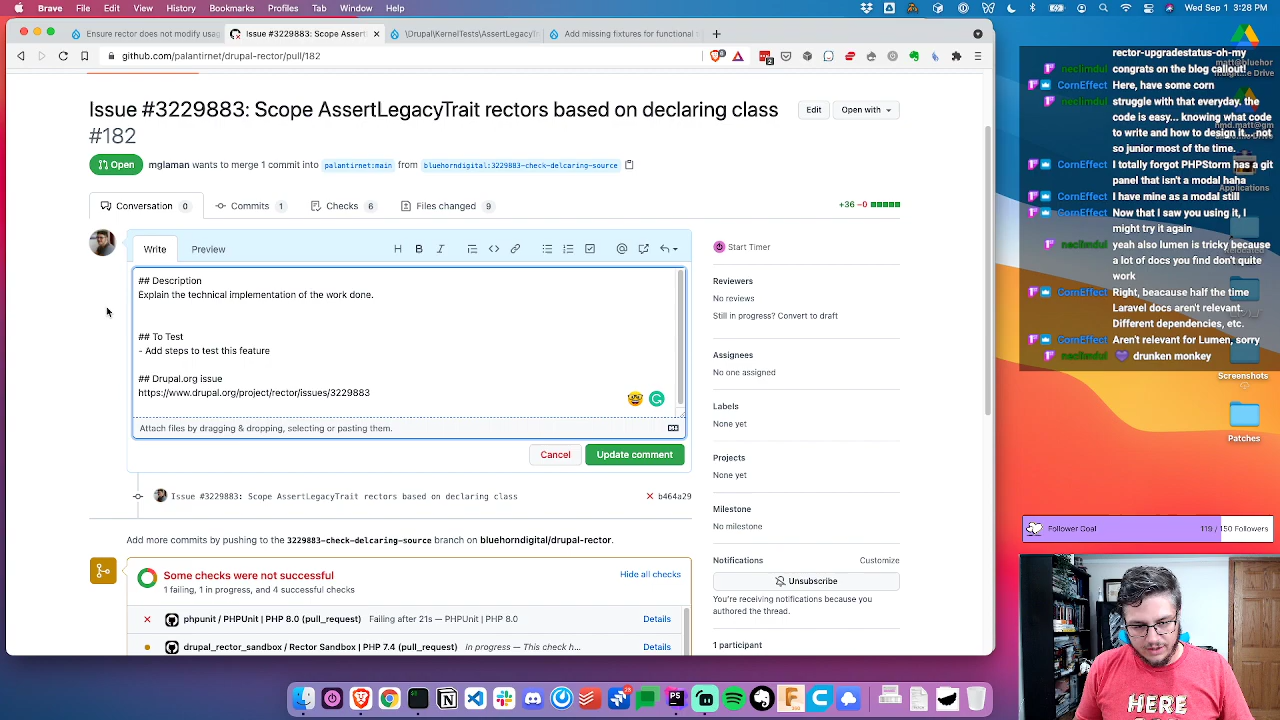 Brave File Edit View History Bookmarks Profiles Tab Window Help
Mon Nov 1 3:28 PM
Ensure rector does not modify usag
Issue #3229883: Scope AssertL
\Drupal\KernelTests\AssertLegacyT
Add missing fixtures for functional s
github.com/palantirnet/drupal-rector/pull/182
Issue #3229883: Scope AssertLegacyTrait rectors based on declaring class
#182
Edit
Open with
Open
mglaman wants to merge 1 commit into palantirnet:main from bluehorndigital:3229883-check-delcaring-source
Conversation 0
Commits 1
Checks 6
Files changed 9
+36 −0
Write
Preview
## Description
Explain the technical implementation of the work done.
## To Test
- Add steps to test this feature
## Drupal.org issue
https://www.drupal.org/project/rector/issues/3229883
Attach files by dragging & dropping, selecting or pasting them.
Cancel
Update comment
Issue #3229883: Scope AssertLegacyTrait rectors based on declaring class
b464a29
Add more commits by pushing to the 3229883-check-delcaring-source branch on bluehorndigital/drupal-rector.
Some checks were not successful
1 failing, 1 in progress, and 4 successful checks
Hide all checks
phpunit / PHPUnit | PHP 8.0 (pull_request) Failing after 21s — PHPUnit | PHP 8.0
Details
drupal_rector_sandbox / Rector Sandbox | PHP 7.4 (pull_request) In progress — This c h...
Details
Start Timer
Reviewers
No reviews
Still in progress? Convert to draft
Assignees
No one assigned
Labels
None yet
Projects
None yet
Milestone
No milestone
Notifications
Customize
Unsubscribe
You're receiving notifications because you
authored the thread.
1 participant
rector-upgradestatus-oh-my
neclimdul congrats on the blog callout!
CornEffect Here, have some corn
neclimdul struggle with that everyday. the
code is easy... knowing what code
to write and how to design it... not
so junior most of the time.
CornEffect I totally forgot PHPStorm has a git
panel that isn't a modal haha
CornEffect I have mine as a modal still
CornEffect Now that I saw you using it, I
might try it again
neclimdul yeah also lumen is tricky because
a lot of docs you find don't quite
work
CornEffect Right, beacause half the time
Laravel docs aren't relevant.
Different dependencies, etc.
CornEffect Aren't relevant for Lumen, sorry
neclimdul 💜 drunken monkey
Applications
Screenshots
Patches
Follower Goal
119 / 150 Followers
HERE